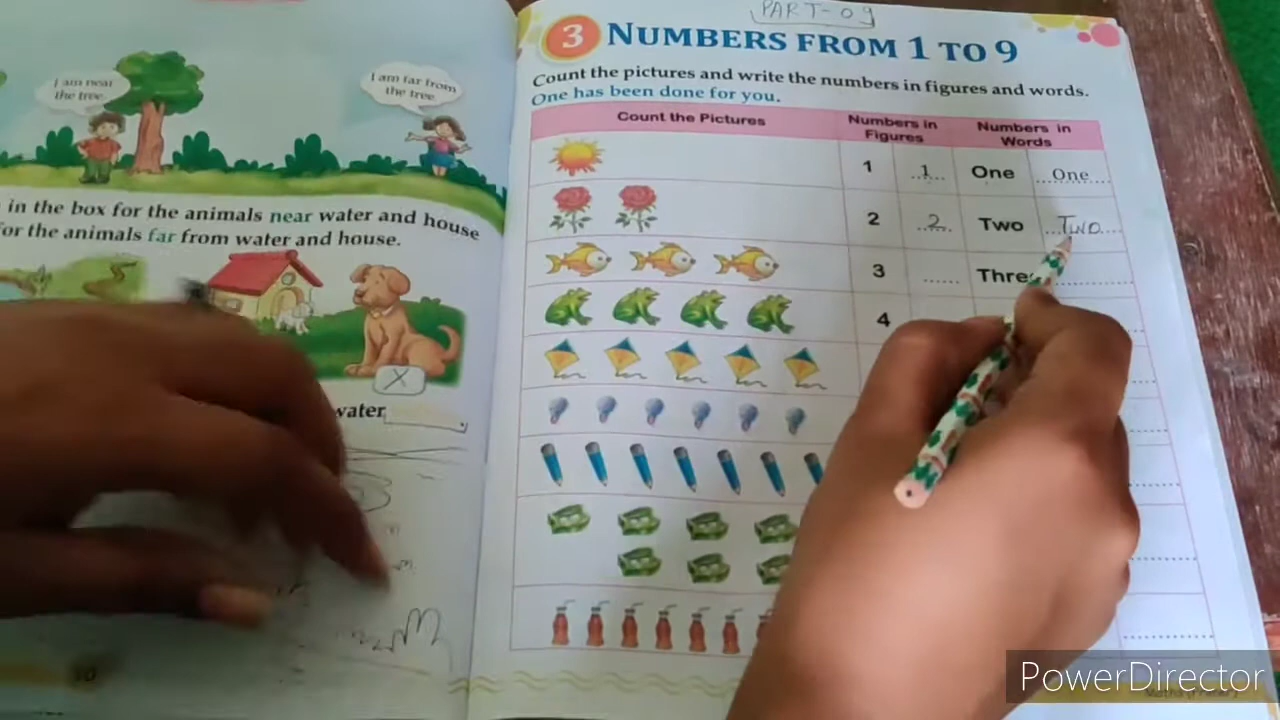 I am near
the tree.
I am far from
the tree.
in the box for the animals near water and house
for the animals far from water and house.
X
water
PART-09
3 NUMBERS FROM 1 TO 9
Count the pictures and write the numbers in figures and words.
One has been done for you.
Count the Pictures
Numbers in
Figures
Numbers in
Words
1 1 One One
2 2 Two Two
3 Three
4
PowerDirector